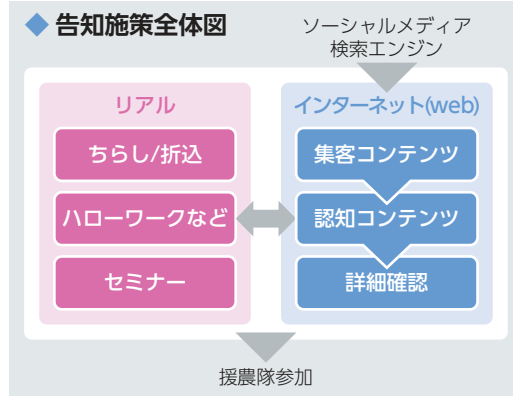 ◆ 告知施策全体図
ソーシャルメディア
検索エンジン
リアル
ちらし/折込
ハローワークなど
セミナー
インターネット(web)
集客コンテンツ
認知コンテンツ
詳細確認
援農隊参加